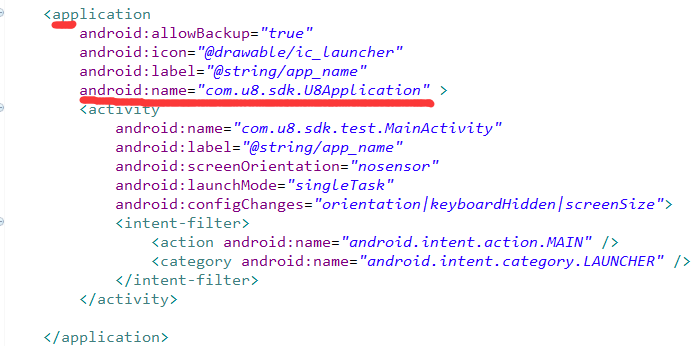 <application
android:allowBackup="true"
android:icon="@drawable/ic_launcher"
android:label="@string/app_name"
android:name="com.u8.sdk.U8Application" >
<activity
android:name="com.u8.sdk.test.MainActivity"
android:label="@string/app_name"
android:screenOrientation="nosensor"
android:launchMode="singleTask"
android:configChanges="orientation|keyboardHidden|screenSize">
<intent-filter>
<action android:name="android.intent.action.MAIN" />
<category android:name="android.intent.category.LAUNCHER" />
</intent-filter>
</activity>
</application>